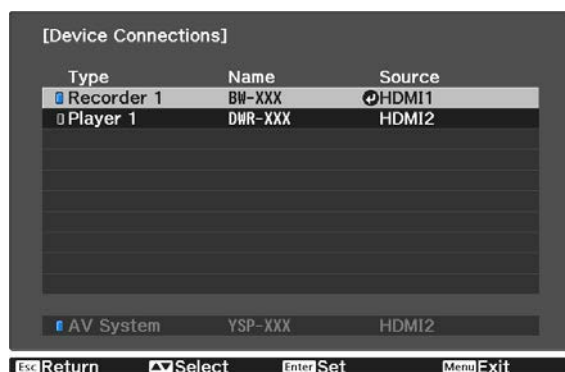 [Device Connections]
Type Name Source
Recorder 1 BW-XXX HDMI1
Player 1 DWR-XXX HDMI2
AV System YSP-XXX HDMI2
Esc Return Select Enter Set Menu Exit